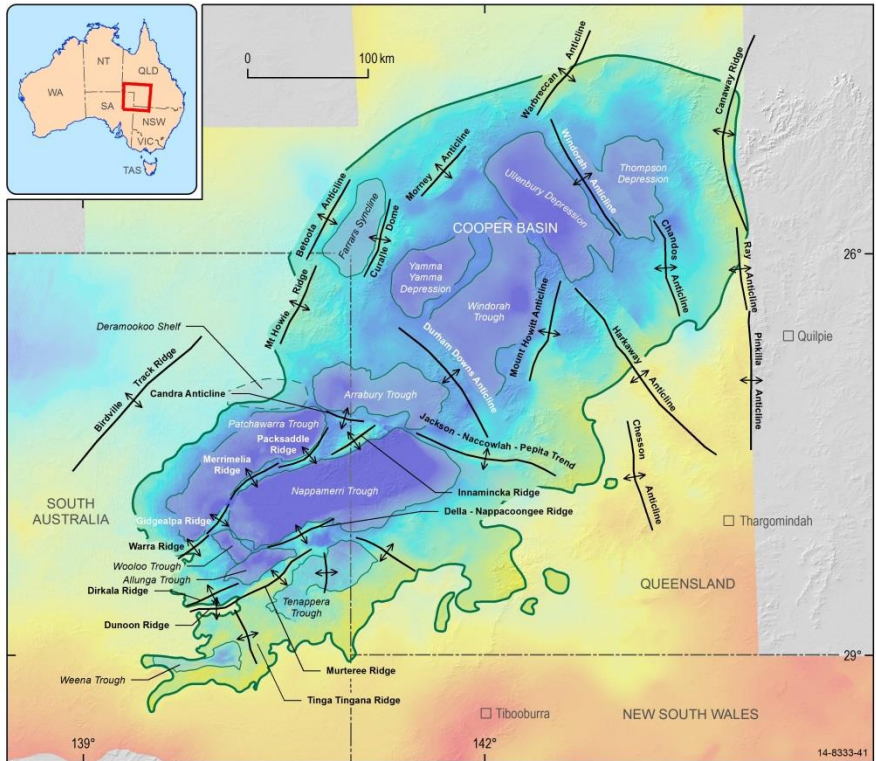 NT
QLD
WA
SA
NSW
VIC
TAS
0
100 km
Warbreccan Anticline
Canaway Ridge
Morney Anticline
Windorah Anticline
Ullenbury Depression
Thompson
Depression
Betoota Anticline
Farrars Syncline
Curalle Dome
COOPER BASIN
26°
Chandos Anticline
Ray Anticline
Yamma
Yamma
Depression
Mt Howie Ridge
Windorah
Trough
Mount Howitt Anticline
Deramookoo Shelf
Durham Downs Anticline
Harkaway Anticline
Pinkilla Anticline
Quilpie
Birdville Track Ridge
Candra Anticline
Arrabury Trough
Patchawarra Trough
Packsaddle
Ridge
Jackson - Naccowlah - Pepita Trend
Chesson Anticline
Merrimelia
Ridge
Nappamerri Trough
Innamincka Ridge
SOUTH
AUSTRALIA
Gidgealpa Ridge
Della - Nappacoongee Ridge
Thargomindah
Warra Ridge
Wooloo Trough
Allunga Trough
QUEENSLAND
Dirkala Ridge
Tenappera
Trough
Dunoon Ridge
29°
Weena Trough
Murteree Ridge
Tinga Tingana Ridge
Tibooburra
NEW SOUTH WALES
139°
142°
14-8333-41